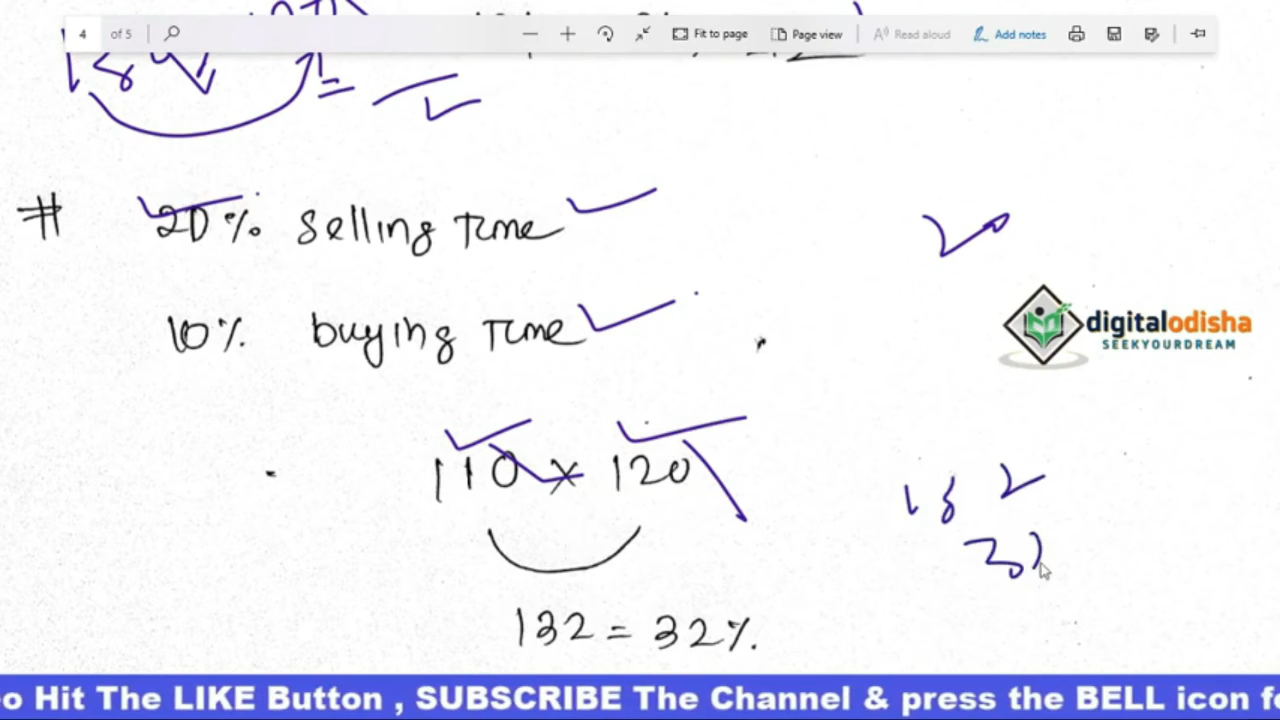 4 of 5 Fit to page Page view Read aloud Add notes
# 20% selling time
10% buying time
digitalodisha
SEEKYOURDREAM
110 x 120
132 = 32%.
o Hit The LIKE Button , SUBSCRIBE The Channel & press the BELL icon fo